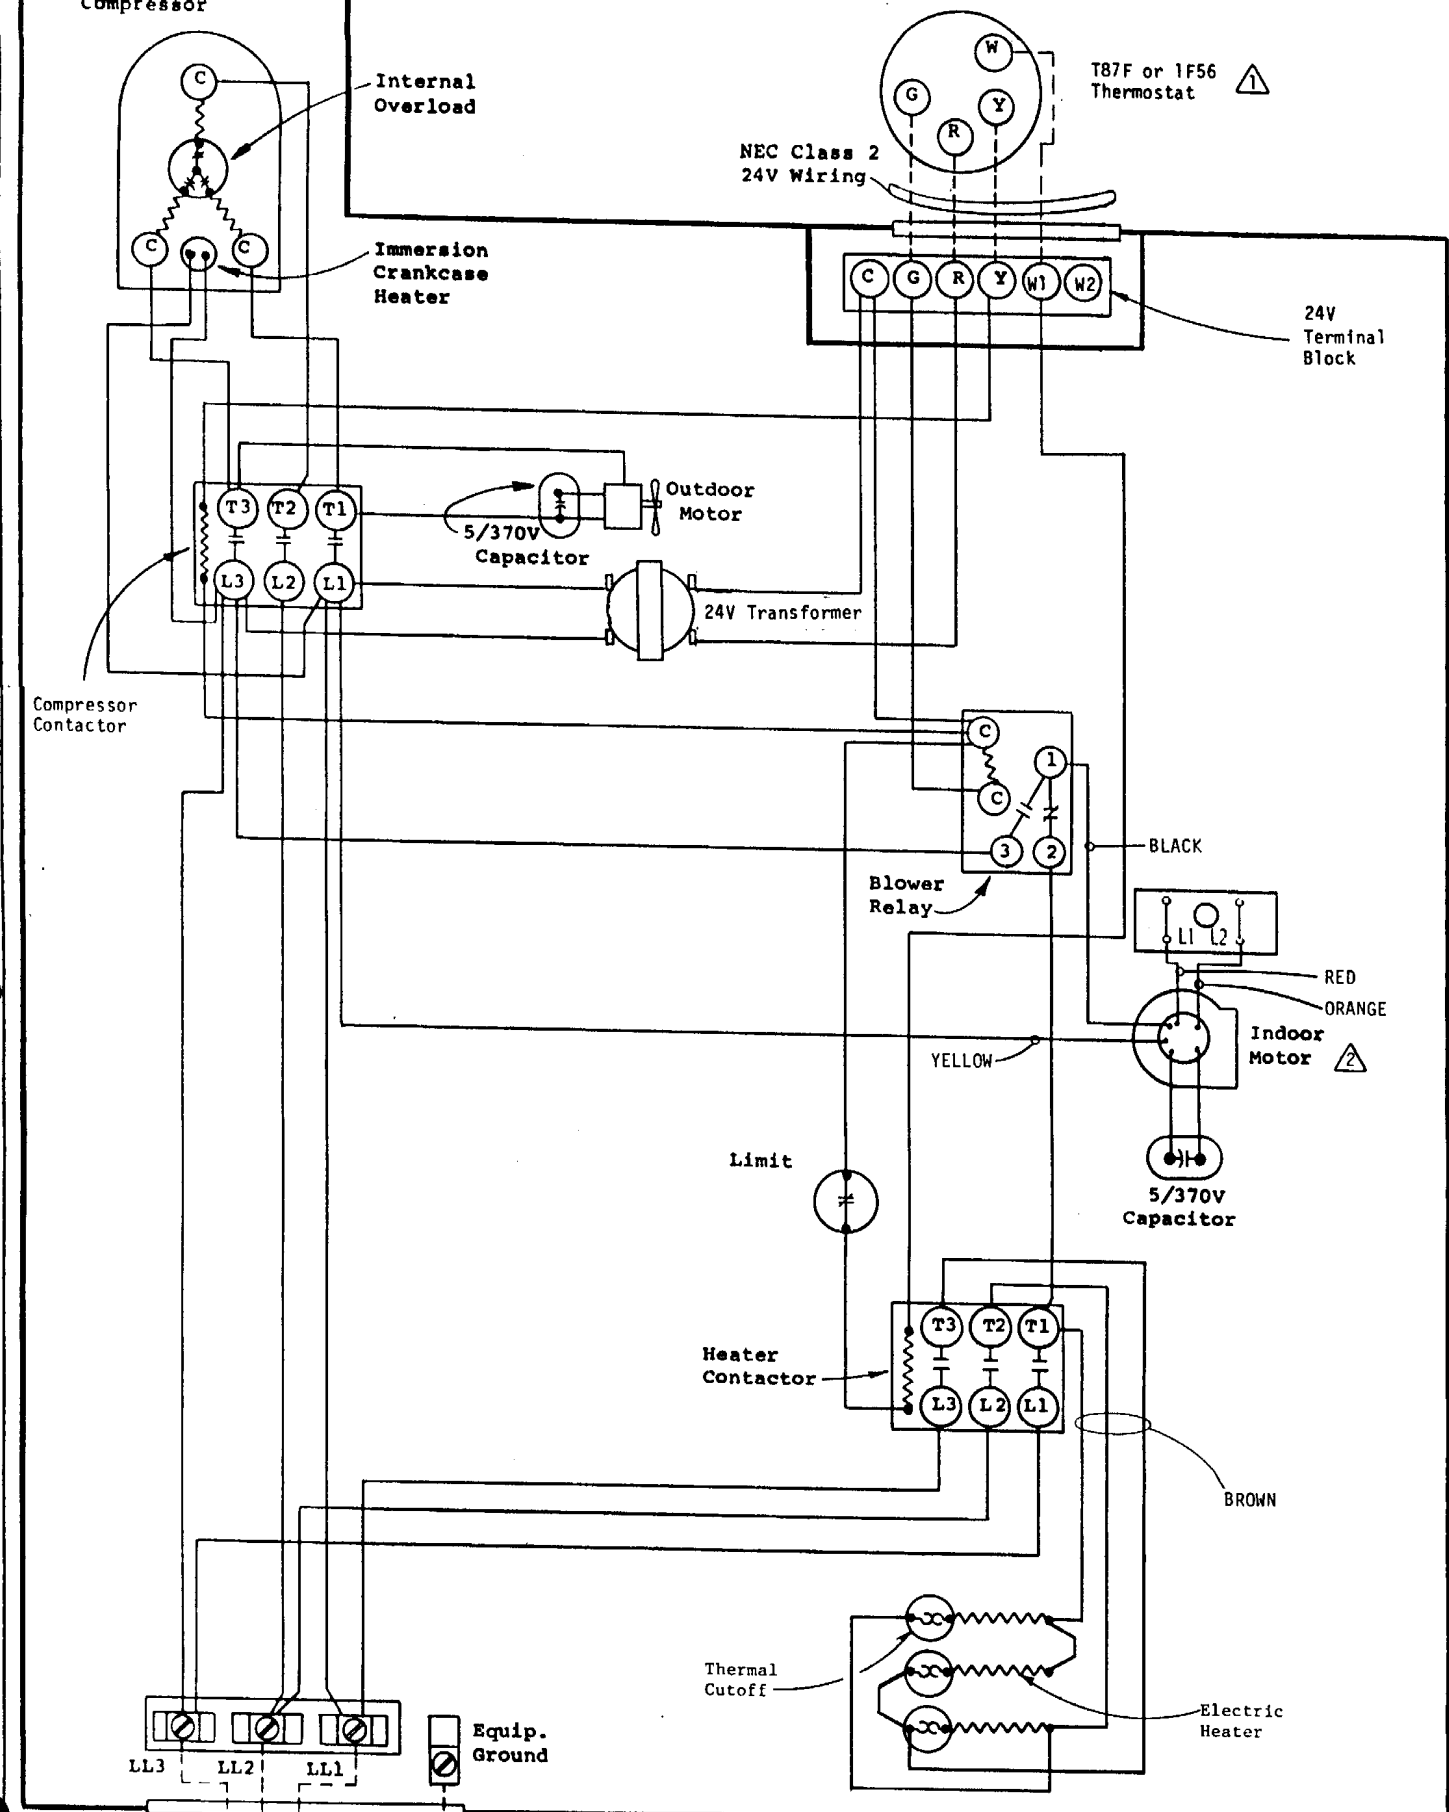 Compressor
C
Internal
Overload
C
C
Immersion
Crankcase
Heater
W
G
Y
R
T87F or 1F56
Thermostat
1
NEC Class 2
24V Wiring
C
G
R
Y
W1
W2
24V
Terminal
Block
T3
T2
T1
L3
L2
L1
5/370V
Capacitor
Outdoor
Motor
24V Transformer
Compressor
Contactor
C
C
1
3
2
BLACK
Blower
Relay
L1
L2
RED
ORANGE
Indoor
Motor
2
YELLOW
5/370V
Capacitor
Limit
Heater
Contactor
T3
T2
T1
L3
L2
L1
BROWN
Thermal
Cutoff
Electric
Heater
LL3
LL2
LL1
Equip.
Ground